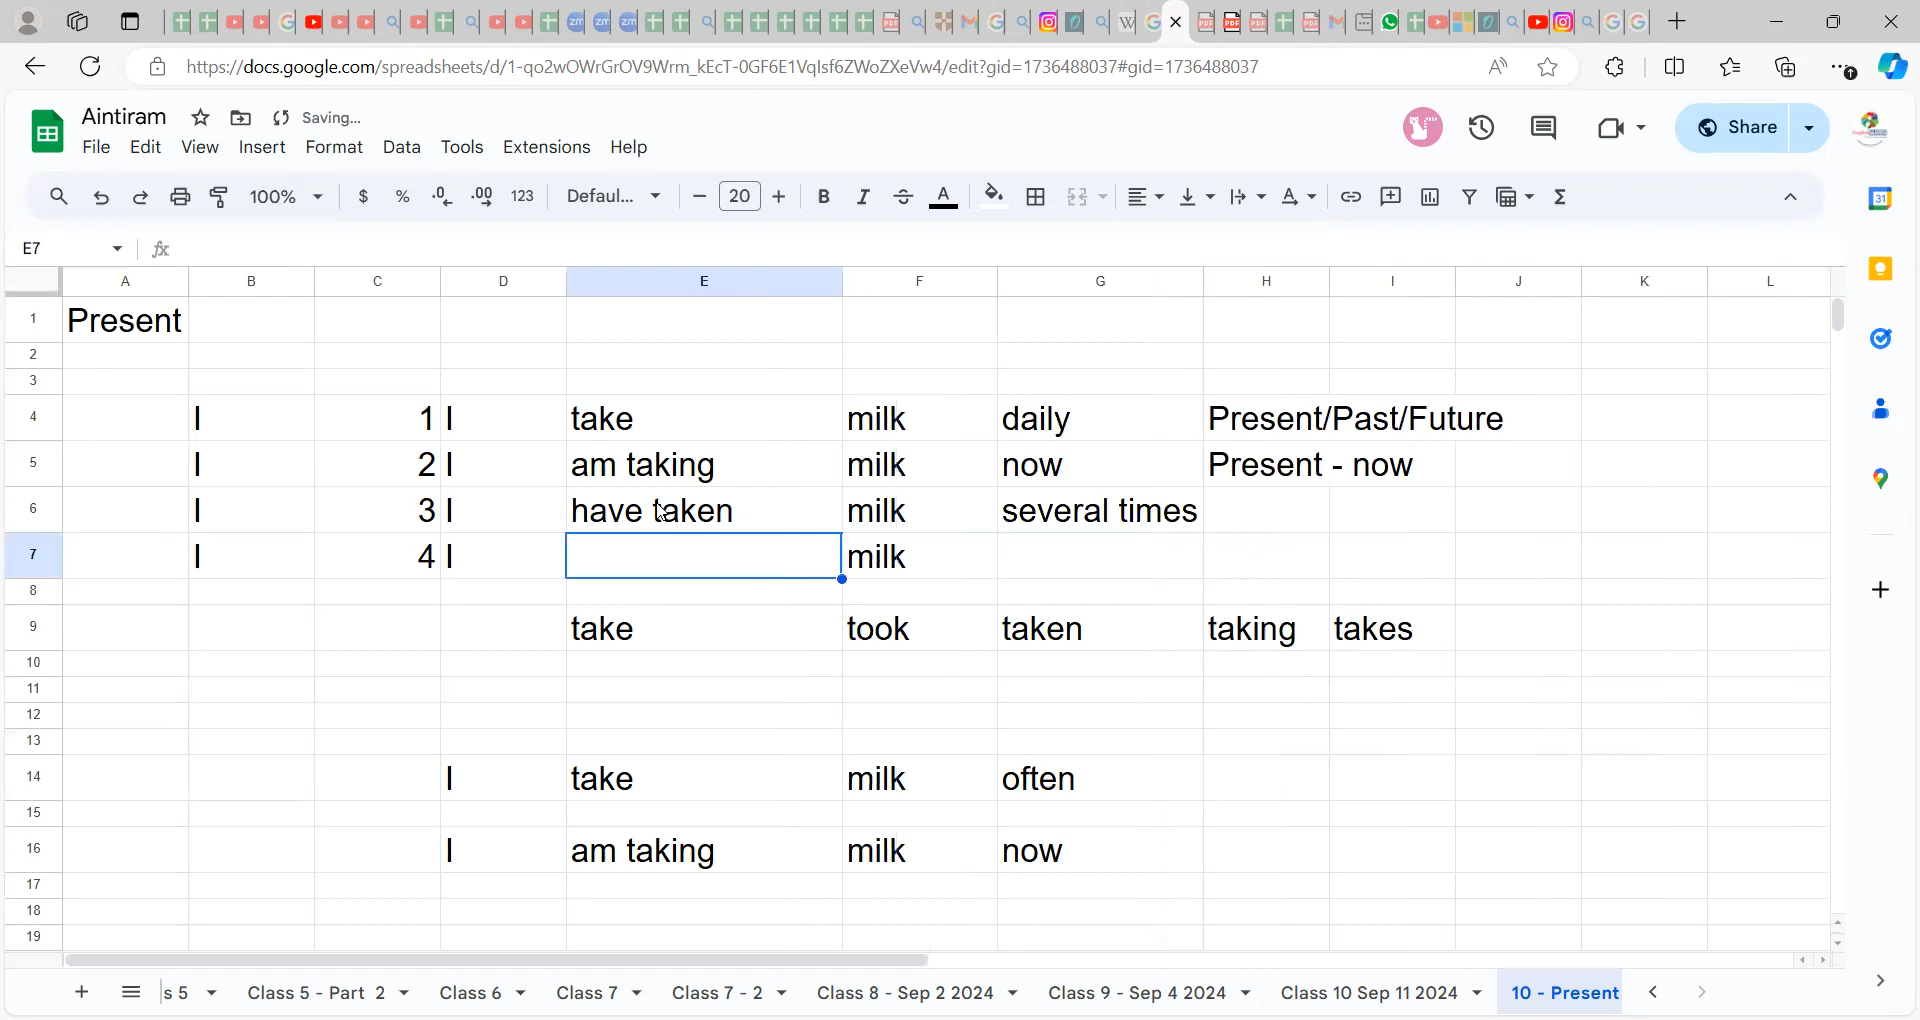 https://docs.google.com/spreadsheets/d/1-qo2wOWrGrOV9Wrm_kEcT-0GF6E1VqIsf6ZWoZXeVw4/edit?gid=1736488037#gid=1736488037
Aintiram Saving...
File Edit View Insert Format Data Tools Extensions Help
Share
100% $ % .0 .00 123 Defaul... 20 B I A
E7 fx
A B C D E F G H I J K L
1 Present
2
3
4 I 1 I take milk daily Present/Past/Future
5 I 2 I am taking milk now Present - now
6 I 3 I have taken milk several times
7 I 4 I milk
8
9 take took taken taking takes
10
11
12
13
14 I take milk often
15
16 I am taking milk now
17
18
19
s 5 Class 5 - Part 2 Class 6 Class 7 Class 7 - 2 Class 8 - Sep 2 2024 Class 9 - Sep 4 2024 Class 10 Sep 11 2024 10 - Present